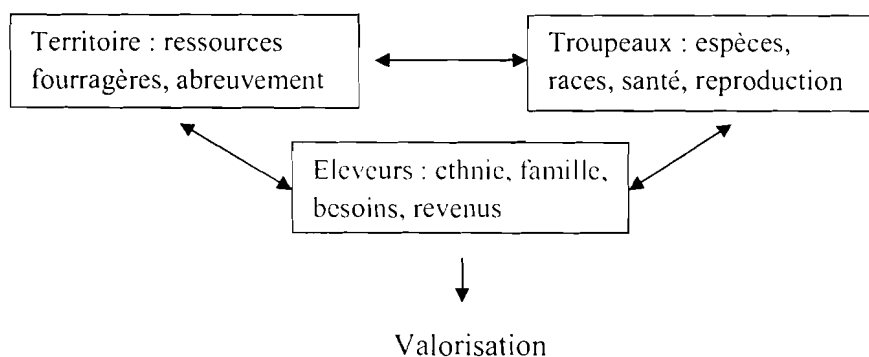 Territoire : ressources
fourragères, abreuvement
Troupeaux : espèces,
races, santé, reproduction
Eleveurs : ethnie, famille,
besoins, revenus
Valorisation